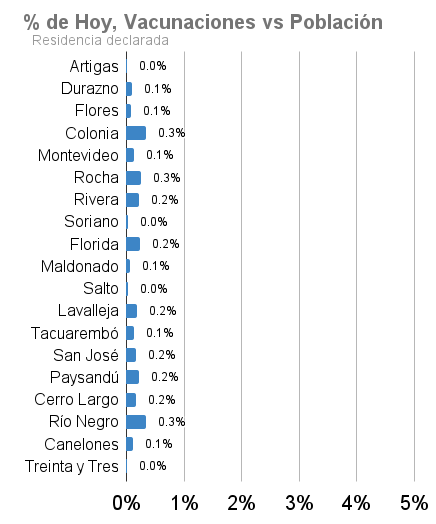 % de Hoy, Vacunaciones vs Población
Residencia declarada
Artigas 0.0%
Durazno 0.1%
Flores 0.1%
Colonia 0.3%
Montevideo 0.1%
Rocha 0.3%
Rivera 0.2%
Soriano 0.0%
Florida 0.2%
Maldonado 0.1%
Salto 0.0%
Lavalleja 0.2%
Tacuarembó 0.1%
San José 0.2%
Paysandú 0.2%
Cerro Largo 0.2%
Río Negro 0.3%
Canelones 0.1%
Treinta y Tres 0.0%
0% 1% 2% 3% 4% 5%